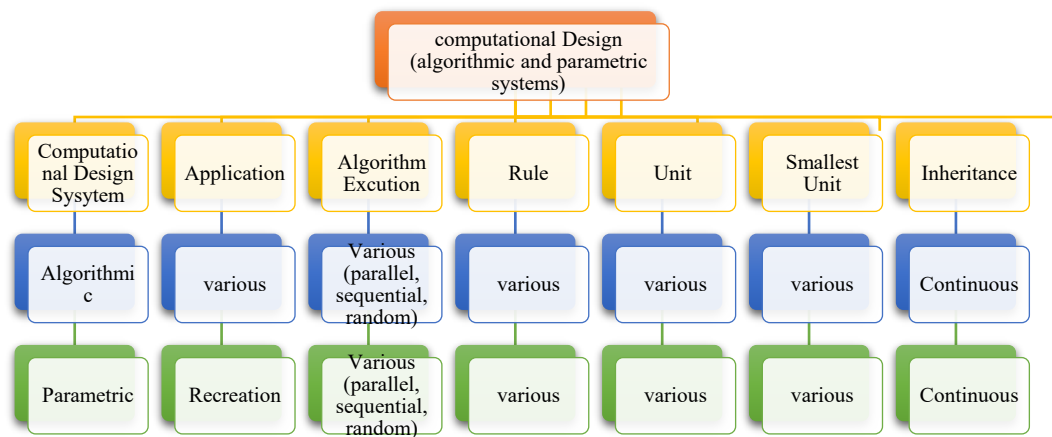 computational Design
(algorithmic and parametric
systems)
Computatio
nal Design
Sysytem
Application
Algorithm
Excution
Rule
Unit
Smallest
Unit
Inheritance
Algorithmi
c
various
Various
(parallel,
sequential,
random)
various
various
various
Continuous
Parametric
Recreation
Various
(parallel,
sequential,
random)
various
various
various
Continuous